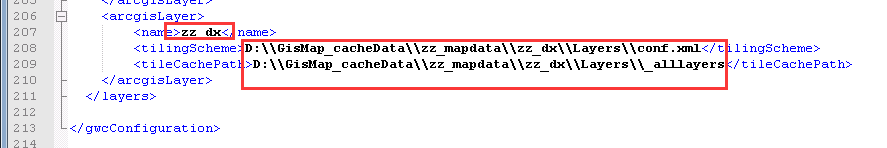 205 </arcgisLayer>
206 <arcgisLayer>
207 <name>zz_dx</name>
208 <tilingScheme>D:\\GisMap_cacheData\\zz_mapdata\\zz_dx\\Layers\\conf.xml</tilingScheme>
209 <tileCachePath>D:\\GisMap_cacheData\\zz_mapdata\\zz_dx\\Layers\\_alllayers</tileCachePath>
210 </arcgisLayer>
211 </layers>
212
213 </gwcConfiguration>
214